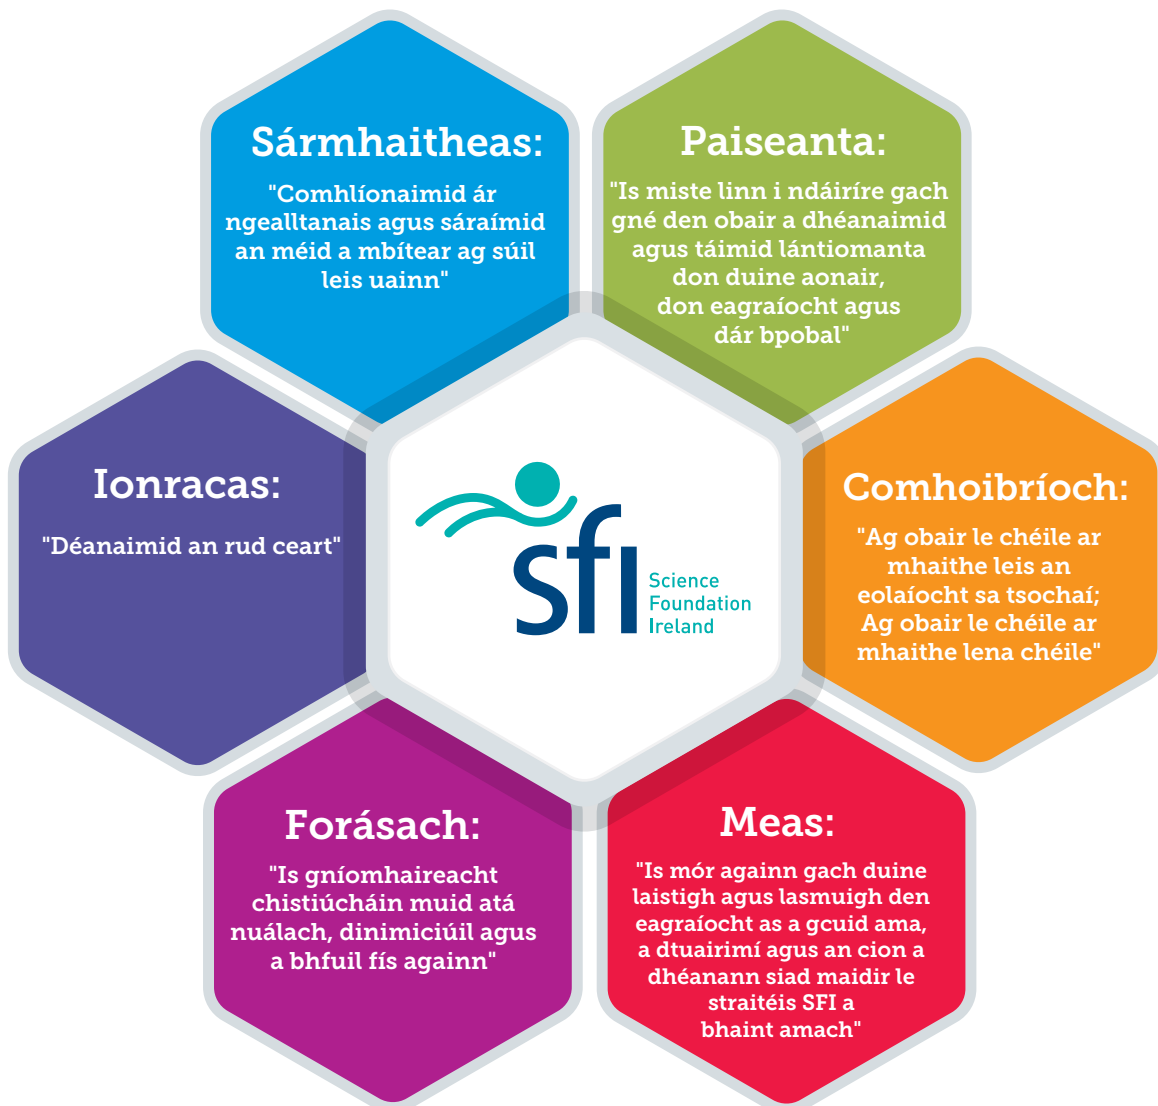 Sármhaitheas:
"Comhlíonaimid ár
ngealltanais agus sáraímid
an méid a mbítear ag súil
leis uainn"
Paiseanta:
"Is miste linn i ndáiríre gach
gné den obair a dhéanaimid
agus táimid lántiomanta
don duine aonair,
don eagraíocht agus
dár bpobal"
Ionracas:
"Déanaimid an rud ceart"
sfi
Science
Foundation
Ireland
Comhoibríoch:
"Ag obair le chéile ar
mhaithe leis an
eolaíocht sa tsochaí;
Ag obair le chéile ar
mhaithe lena chéile"
Forásach:
"Is gníomhaireacht
chistiúcháin muid atá
nuálach, dinimiciúil agus
a bhfuil fís againn"
Meas:
"Is mór againn gach duine
laistigh agus lasmuigh den
eagraíocht as a gcuid ama,
a dtuairimí agus an cion a
dhéanann siad maidir le
straitéis SFI a
bhaint amach"